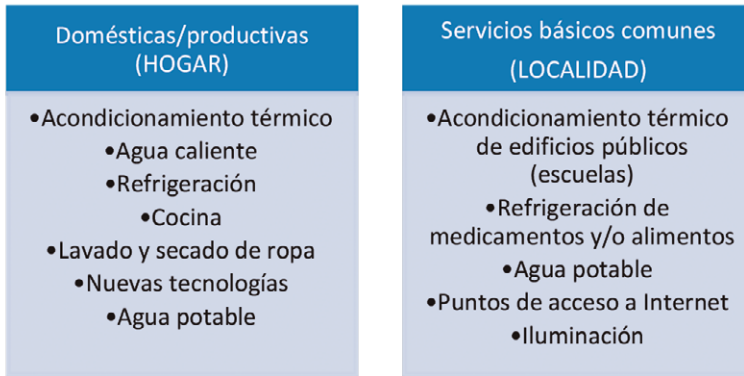 Domésticas/productivas
(HOGAR)
•Acondicionamiento térmico
•Agua caliente
•Refrigeración
•Cocina
•Lavado y secado de ropa
•Nuevas tecnologías
•Agua potable
Servicios básicos comunes
(LOCALIDAD)
•Acondicionamiento térmico
de edificios públicos
(escuelas)
•Refrigeración de
medicamentos y/o alimentos
•Agua potable
•Puntos de acceso a Internet
•Iluminación